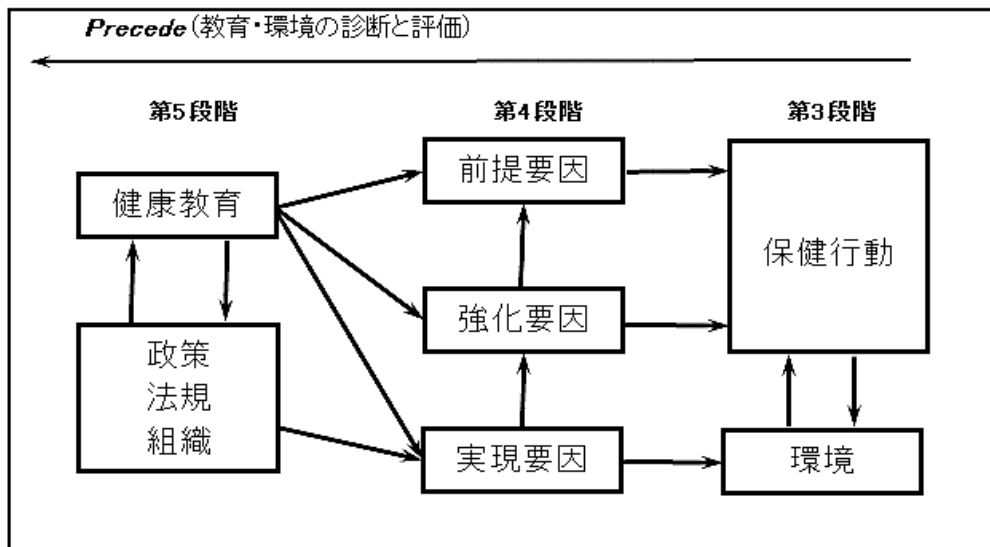 Precede(教育・環境の診断と評価)
第5段階
第4段階
第3段階
前提要因
健康教育
保健行動
強化要因
政策
法規
組織
実現要因
環境